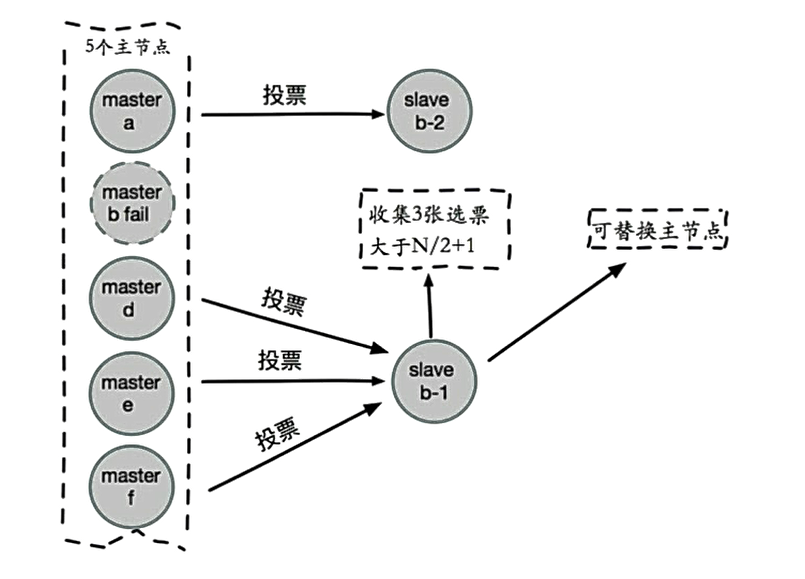 5个主节点
master
a
投票
slave
b-2
master
b fail
收集3张选票
大于N/2+1
可替换主节点
master
d
投票
master
e
投票
slave
b-1
master
f
投票